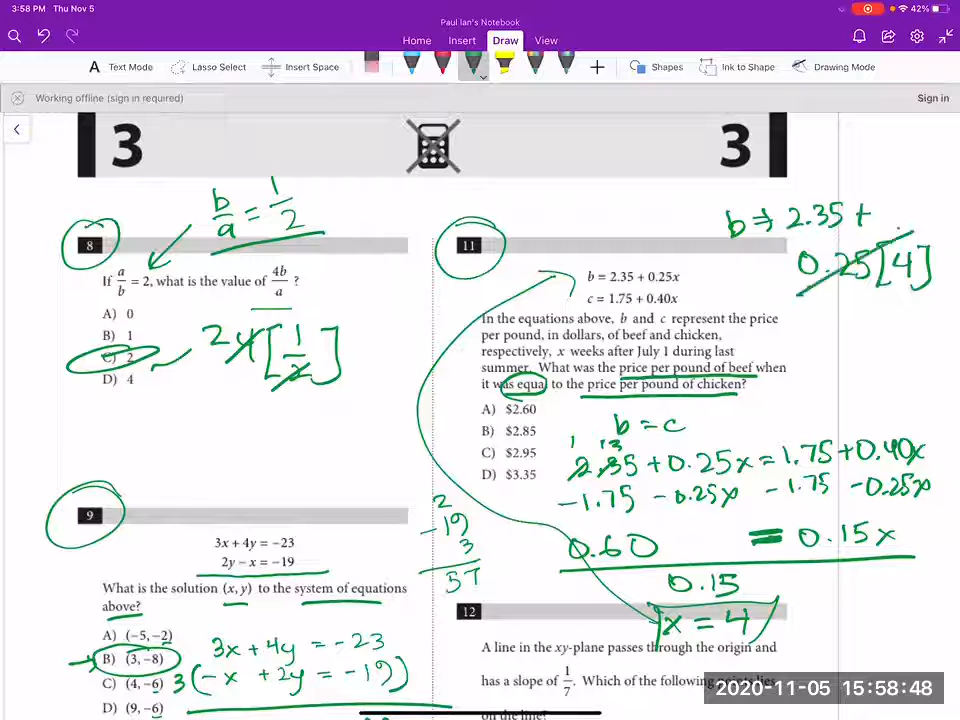 3:58 PM Thu Nov 5
42%
Paul Ian's Notebook
Home Insert Draw View
Text Mode Lasso Select Insert Space Shapes Ink to Shape Drawing Mode
Working offline (sign in required) Sign in
3 3
b/a = 1/2
8
If a/b = 2, what is the value of 4b/a ?
A) 0
B) 1
C) 2
D) 4
2 4[1/2]
9
3x + 4y = −23
2y − x = −19
What is the solution (x, y) to the system of equations
above?
A) (−5, −2)
B) (3, −8)
C) (4, −6)
D) (9, −6)
3x + 4y = -23
3(-x + 2y = -19)
2
-19
3
57
11
b => 2.35 +
0.25[4]
b = 2.35 + 0.25x
c = 1.75 + 0.40x
In the equations above, b and c represent the price
per pound, in dollars, of beef and chicken,
respectively, x weeks after July 1 during last
summer. What was the price per pound of beef when
it was equal to the price per pound of chicken?
A) $2.60
B) $2.85
C) $2.95
D) $3.35
b = c
1 13
2.35 + 0.25x = 1.75 + 0.40x
-1.75 -0.25x -1.75 -0.25x
0.60 = 0.15x
0.15
x = 4
12
A line in the xy-plane passes through the origin and
has a slope of 1/7. Which of the following points lies
on the line?
2020-11-05 15:58:48